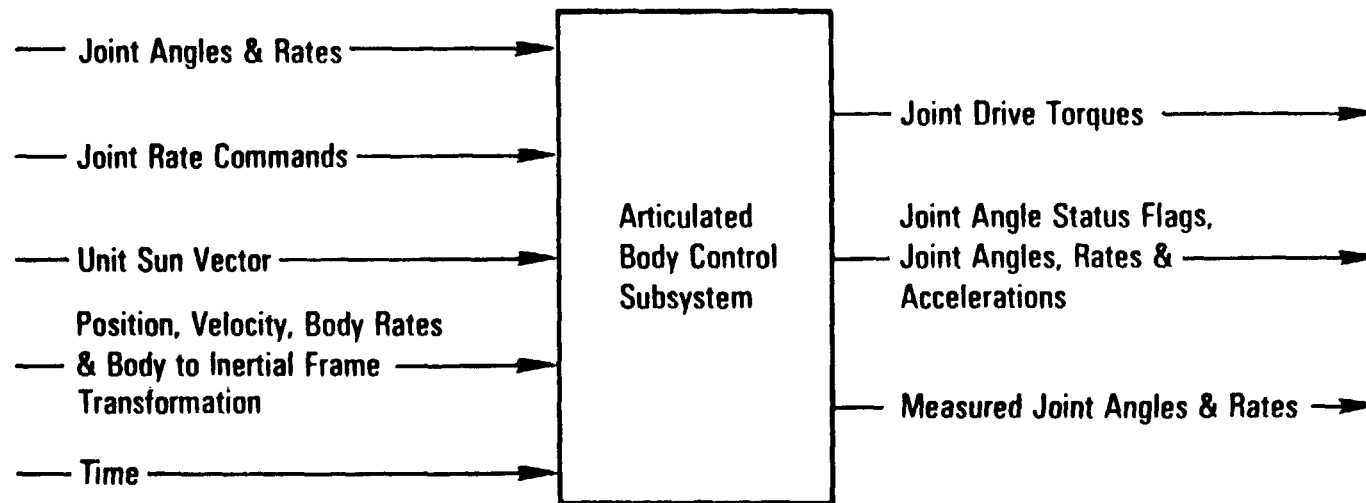 Joint Angles & Rates
Joint Rate Commands
Unit Sun Vector
Position, Velocity, Body Rates
& Body to Inertial Frame
Transformation
Time
Articulated
Body Control
Subsystem
Joint Drive Torques
Joint Angle Status Flags,
Joint Angles, Rates &
Accelerations
Measured Joint Angles & Rates